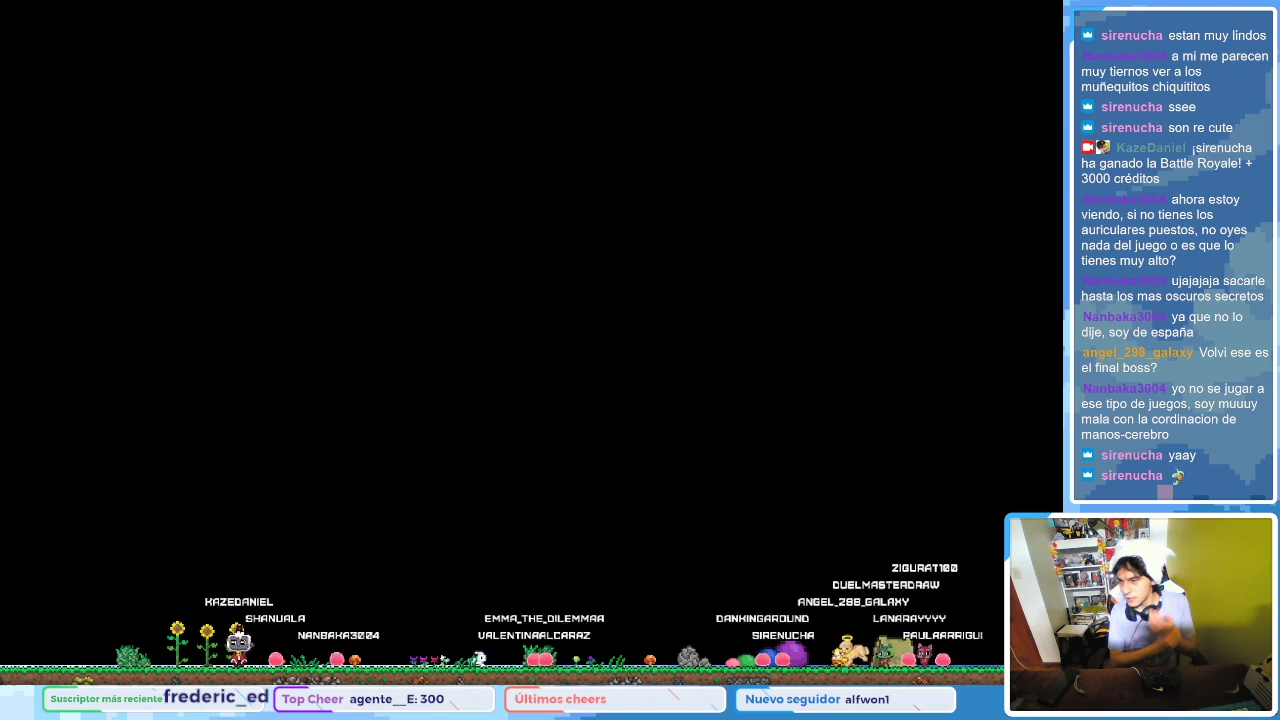 sirenucha estan muy lindos
Nanbaka3004 a mi me parecen
muy tiernos ver a los
muñequitos chiquititos
sirenucha ssee
sirenucha son re cute
KazeDaniel ¡sirenucha
ha ganado la Battle Royale! +
3000 créditos
Nanbaka3004 ahora estoy
viendo, si no tienes los
auriculares puestos, no oyes
nada del juego o es que lo
tienes muy alto?
Nanbaka3004 ujajajaja sacarle
hasta los mas oscuros secretos
Nanbaka3004 ya que no lo
dije, soy de españa
angel_298_galaxy Volvi ese es
el final boss?
Nanbaka3004 yo no se jugar a
ese tipo de juegos, soy muuuy
mala con la cordinacion de
manos-cerebro
sirenucha yaay
sirenucha
ZIGURAT100
DUELMASTERDRAW
KAZEDANIEL
ANGEL_298_GALAXY
SHANUALA
EMMA_THE_DILEMMAA
DANKINGAROUND
LANARAYYYY
NANBAKA3004
VALENTINAALCARAZ
SIRENUCHA
PAULAARRIGUI
Suscriptor más reciente frederic_ed
Top Cheer agente__E: 300
Últimos cheers
Nuevo seguidor alfwon1